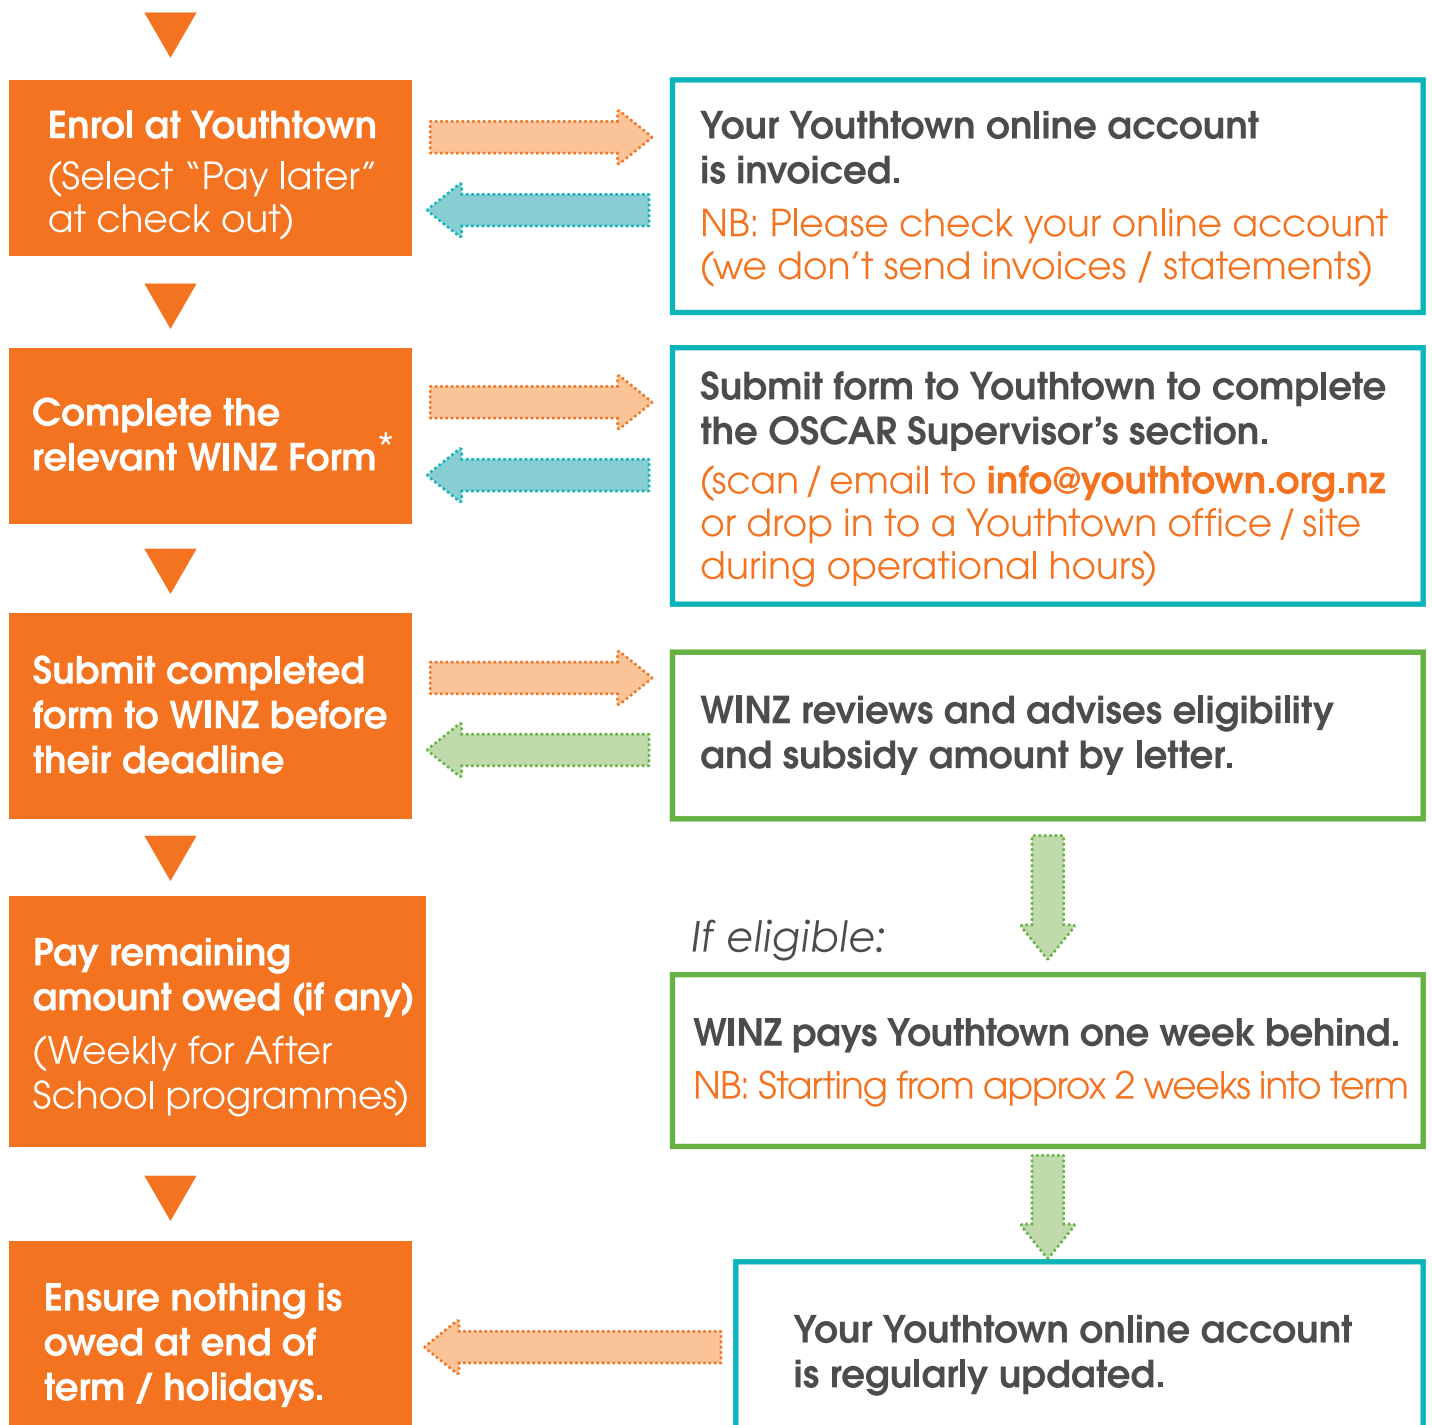 Enrol at Youthtown
(Select “Pay later”
at check out)
Your Youthtown online account
is invoiced.
NB: Please check your online account
(we don’t send invoices / statements)
Complete the
relevant WINZ Form*
Submit form to Youthtown to complete
the OSCAR Supervisor’s section.
(scan / email to info@youthtown.org.nz
or drop in to a Youthtown office / site
during operational hours)
Submit completed
form to WINZ before
their deadline
WINZ reviews and advises eligibility
and subsidy amount by letter.
Pay remaining
amount owed (if any)
(Weekly for After
School programmes)
If eligible:
WINZ pays Youthtown one week behind.
NB: Starting from approx 2 weeks into term
Ensure nothing is
owed at end of
term / holidays.
Your Youthtown online account
is regularly updated.